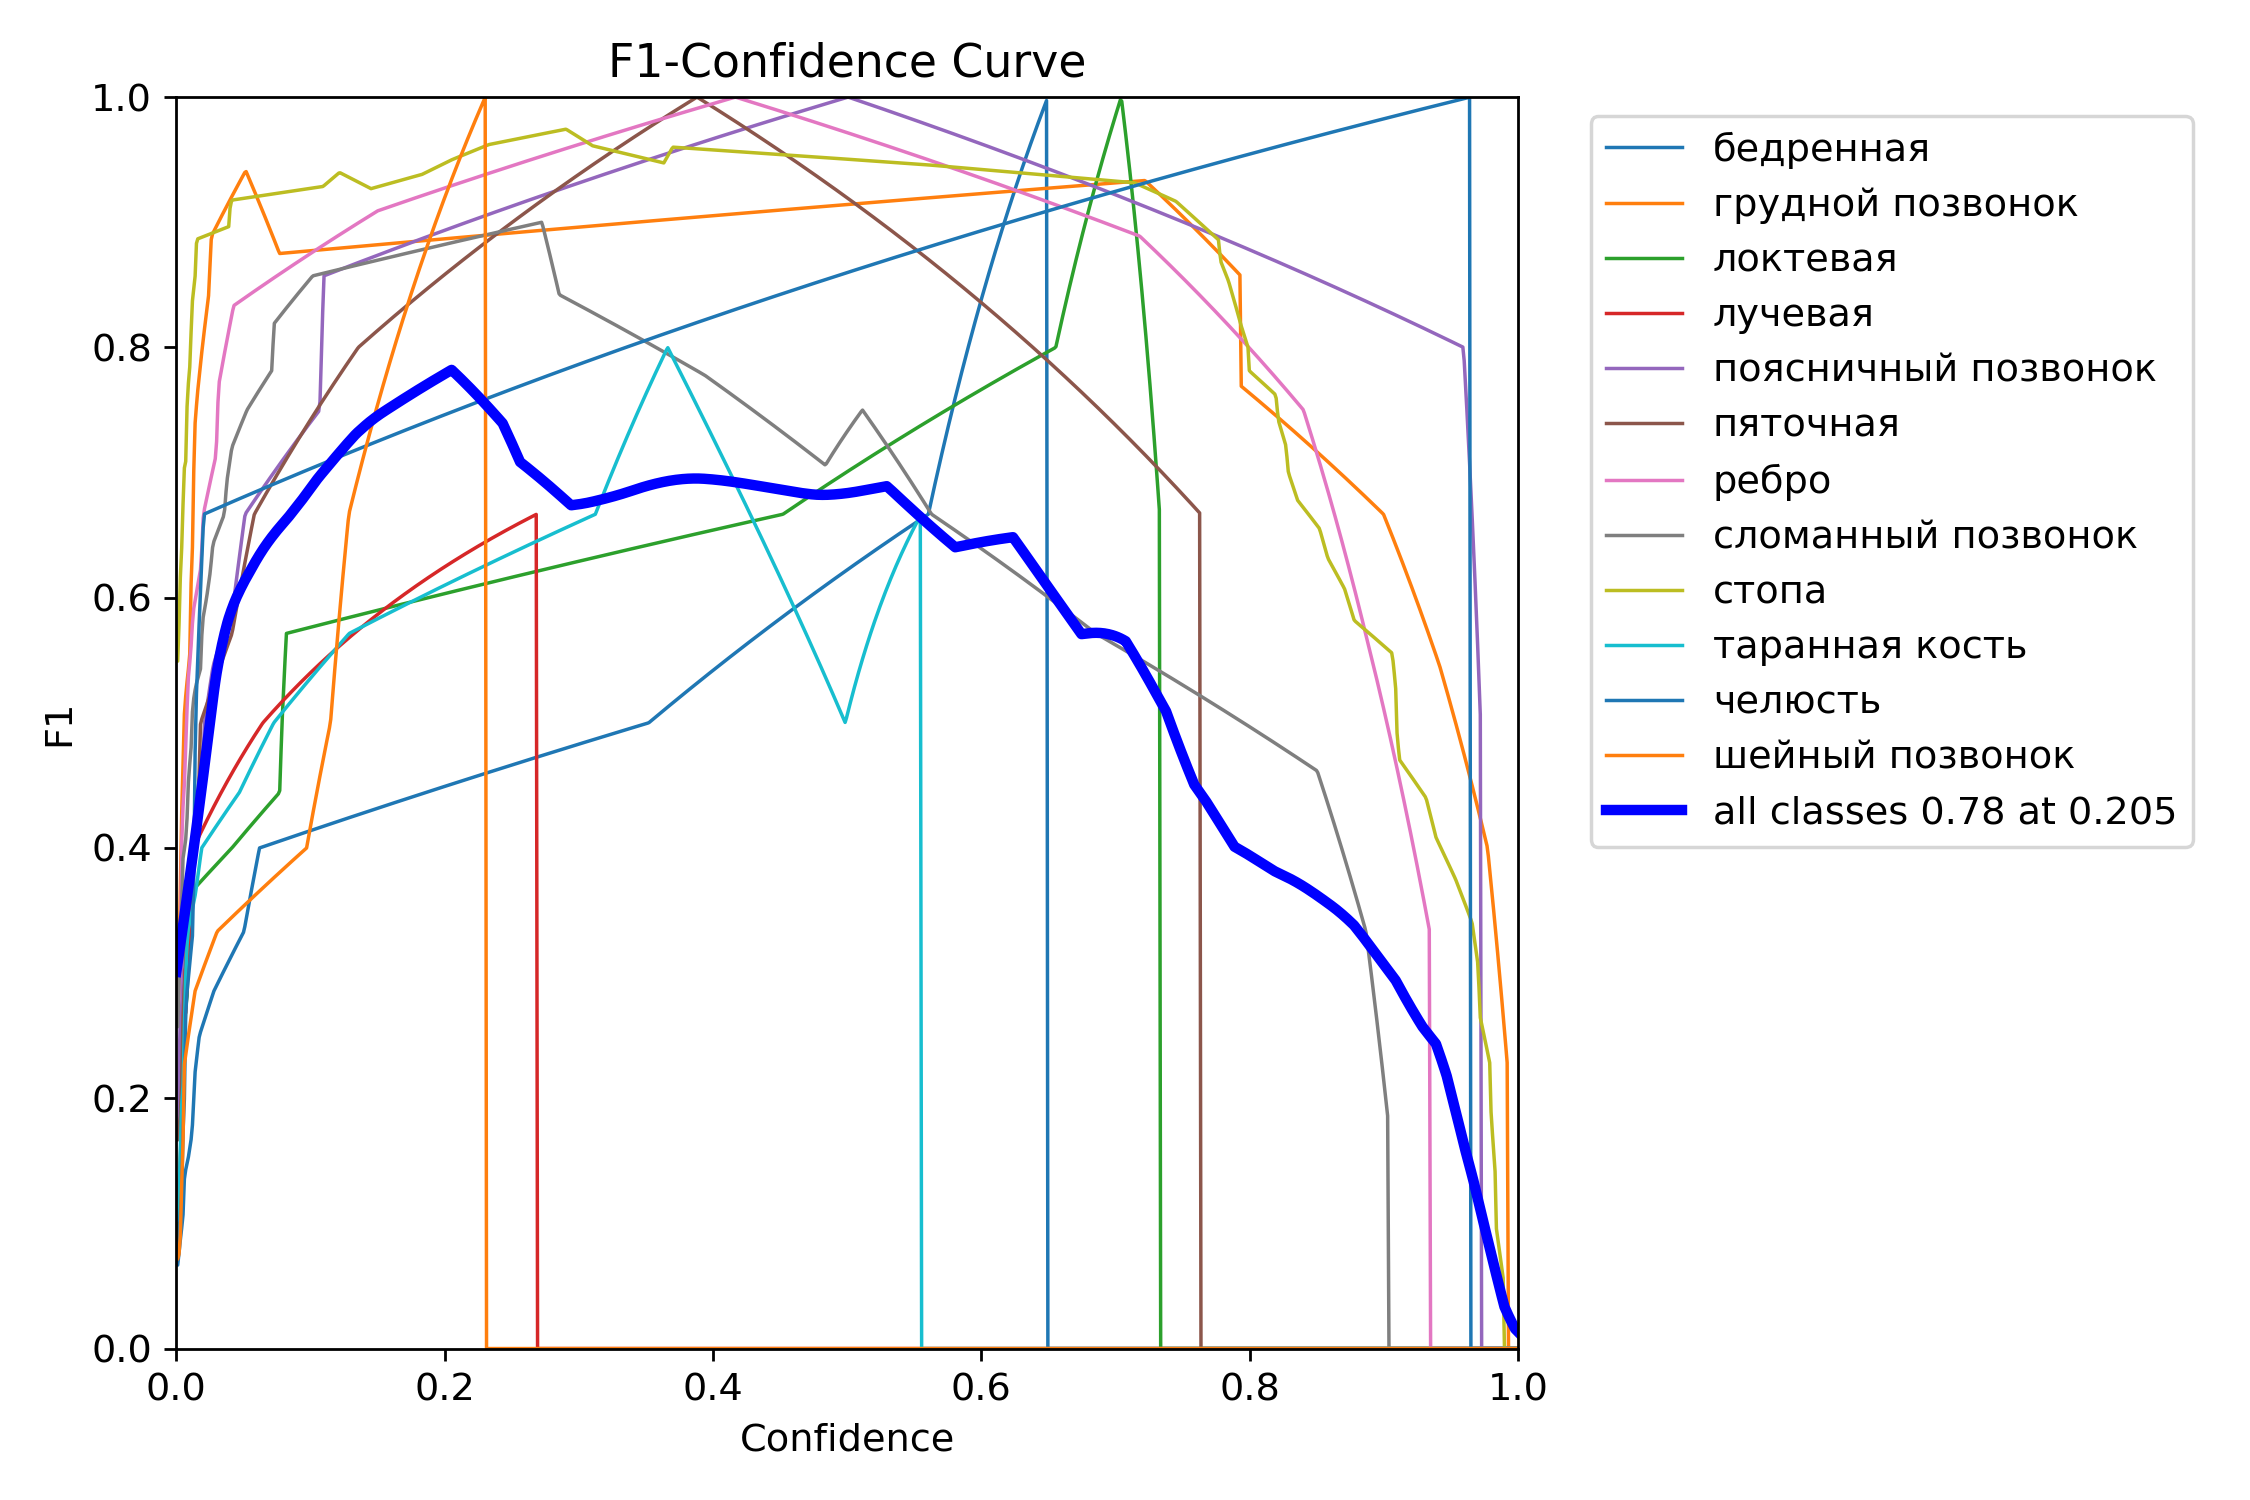 F1-Confidence Curve
1.0
0.8
0.6
0.4
0.2
0.0
F1
0.0 0.2 0.4 0.6 0.8 1.0
Confidence
бедренная
грудной позвонок
локтевая
лучевая
поясничный позвонок
пяточная
ребро
сломанный позвонок
стопа
таранная кость
челюсть
шейный позвонок
all classes 0.78 at 0.205